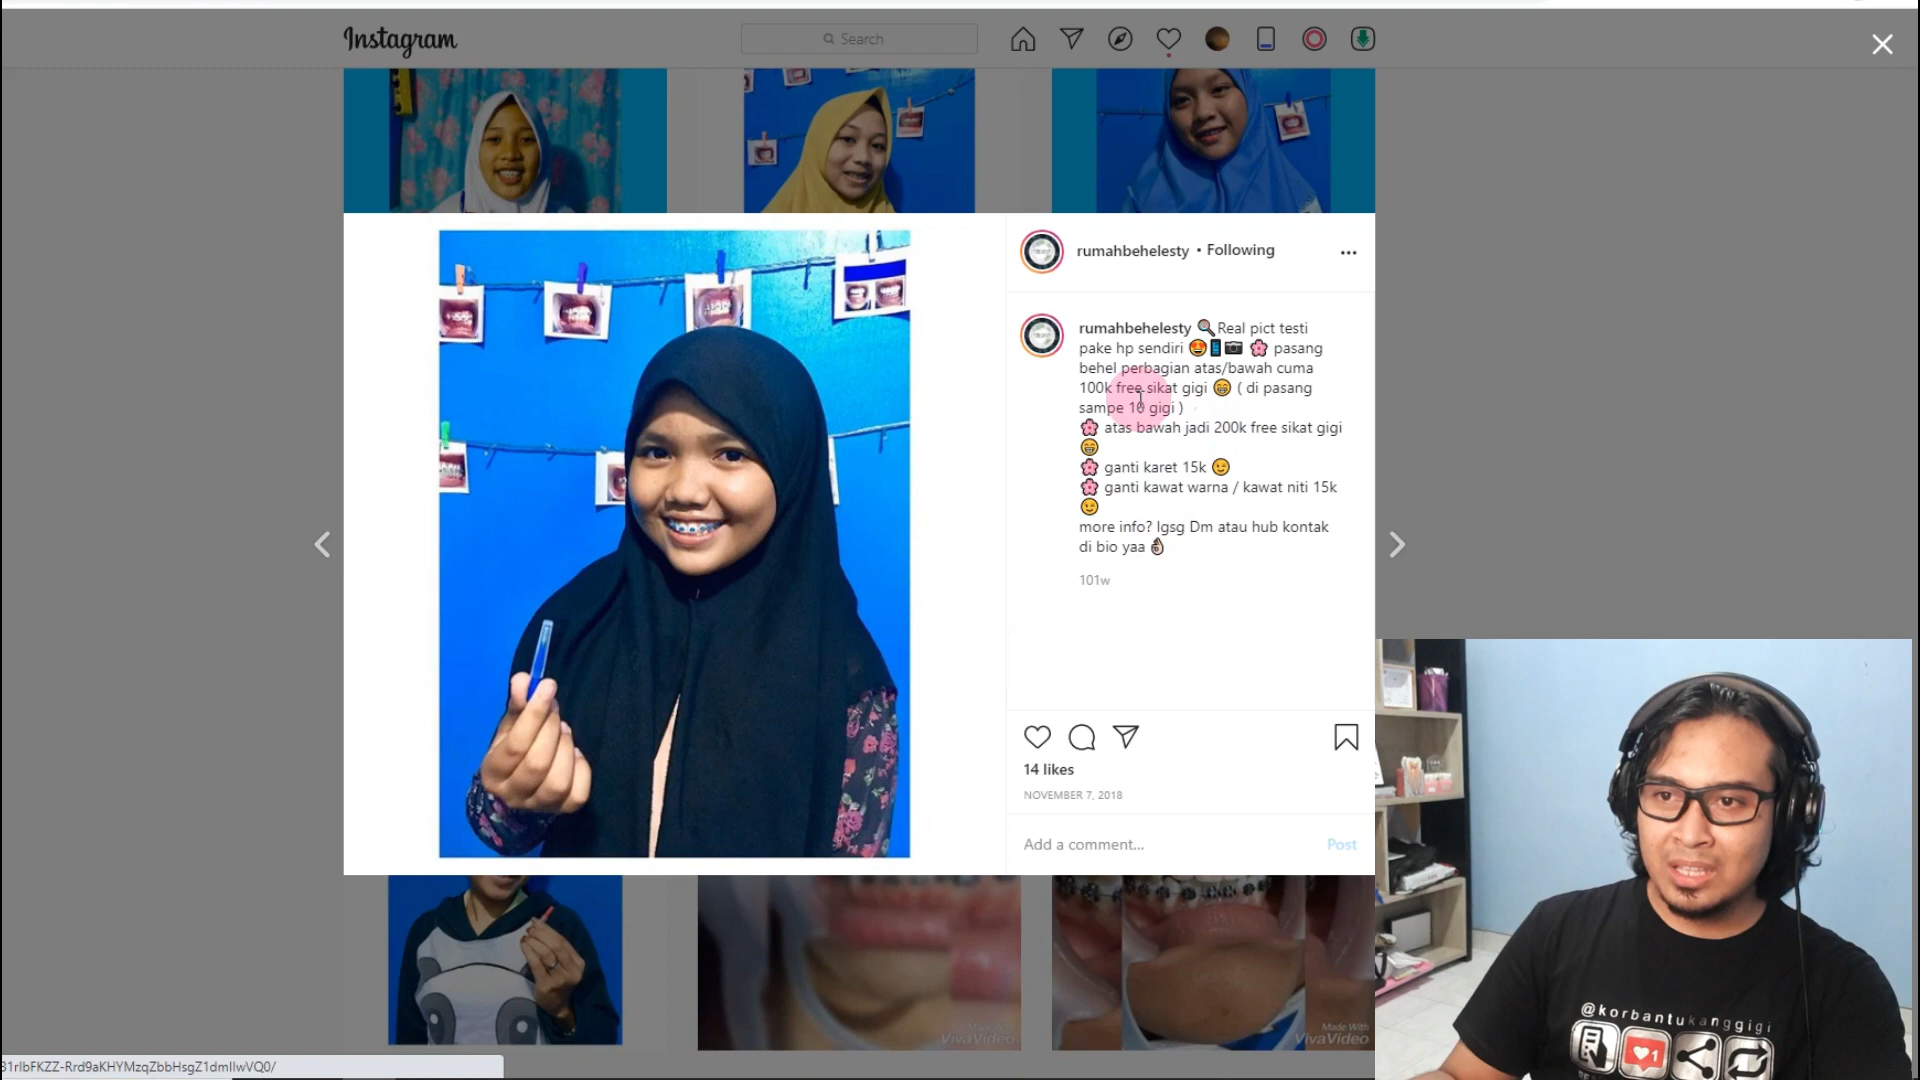 Instagram
Search
rumahbehelesty • Following
rumahbehelesty 🔍Real pict testi
pake hp sendiri 😍📱📷 🌸 pasang
behel perbagian atas/bawah cuma
100k free sikat gigi 😁 ( di pasang
sampe 10 gigi )
🌸 atas bawah jadi 200k free sikat gigi
😁
🌸 ganti karet 15k 😉
🌸 ganti kawat warna / kawat niti 15k
😉
more info? lgsg Dm atau hub kontak
di bio yaa 👌
101w
14 likes
NOVEMBER 7, 2018
Add a comment...
Post
Made With
VivaVideo
Made With
VivaVideo
@korbantukanggigi
1